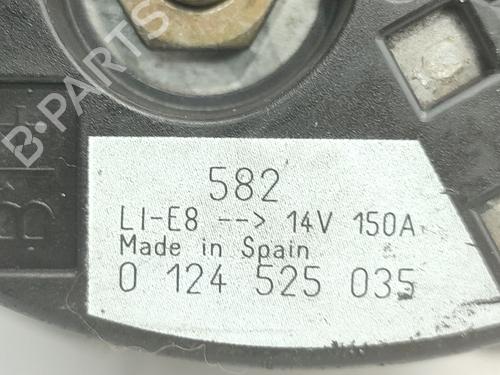 B-PARTS
B+
582
LI-E8 --> 14V 150A
Made in Spain
0 124 525 035